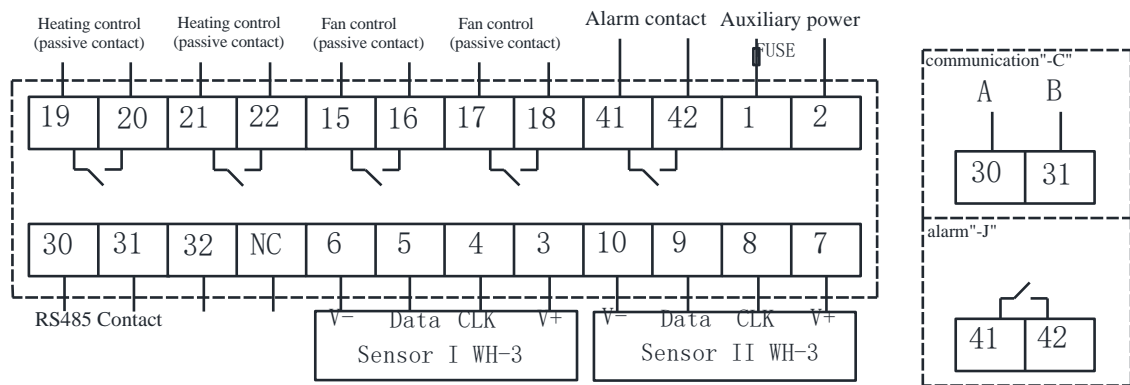 Heating control
(passive contact)
Heating control
(passive contact)
Fan control
(passive contact)
Fan control
(passive contact)
Alarm contact
Auxiliary power
FUSE
19 20 21 22 15 16 17 18 41 42 1 2
30 31 32 NC 6 5 4 3 10 9 8 7
RS485 Contact
V- Data CLK V+
Sensor I WH-3
V- Data CLK V+
Sensor II WH-3
communication"-C"
A B
30 31
alarm"-J"
41 42